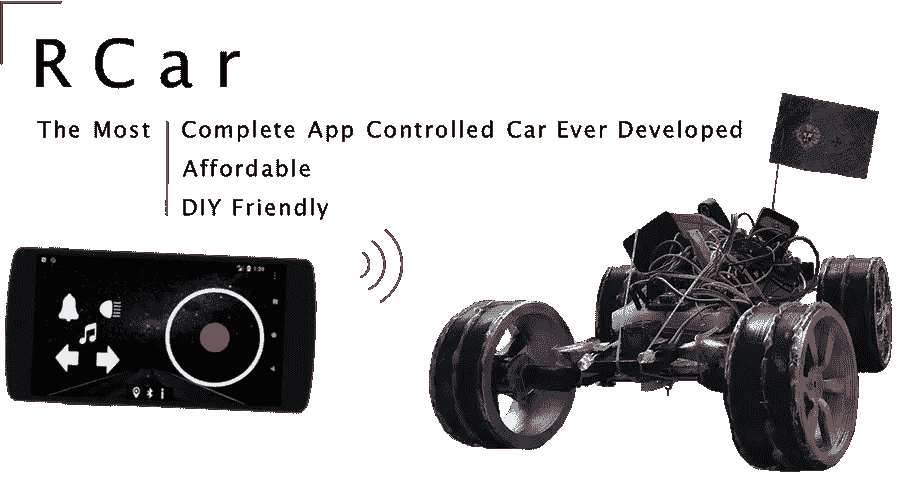 RCar
The Most
Complete App Controlled Car Ever Developed
Affordable
DIY Friendly